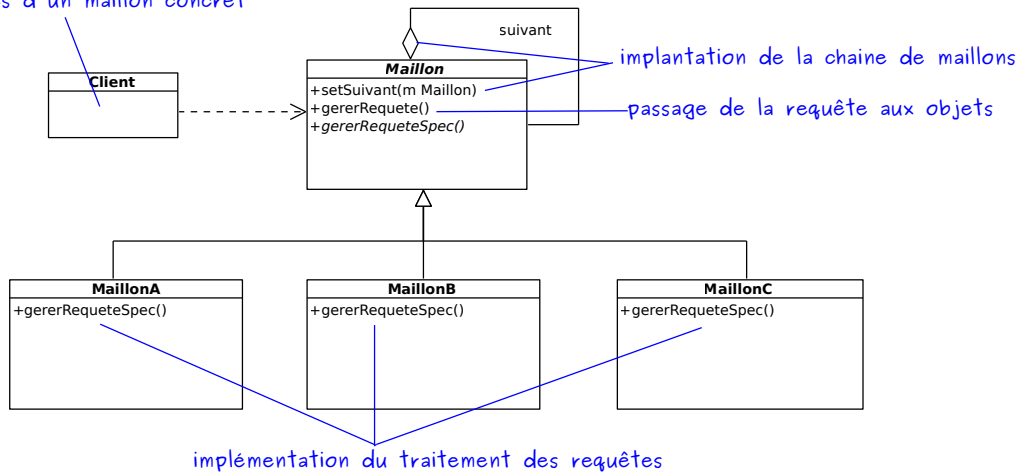 d'un maillon concret
suivant
implantation de la chaine de maillons
Client
Maillon
+setSuivant(m Maillon)
+gererRequete()
+gererRequeteSpec()
passage de la requête aux objets
MaillonA
+gererRequeteSpec()
MaillonB
+gererRequeteSpec()
MaillonC
+gererRequeteSpec()
implémentation du traitement des requêtes